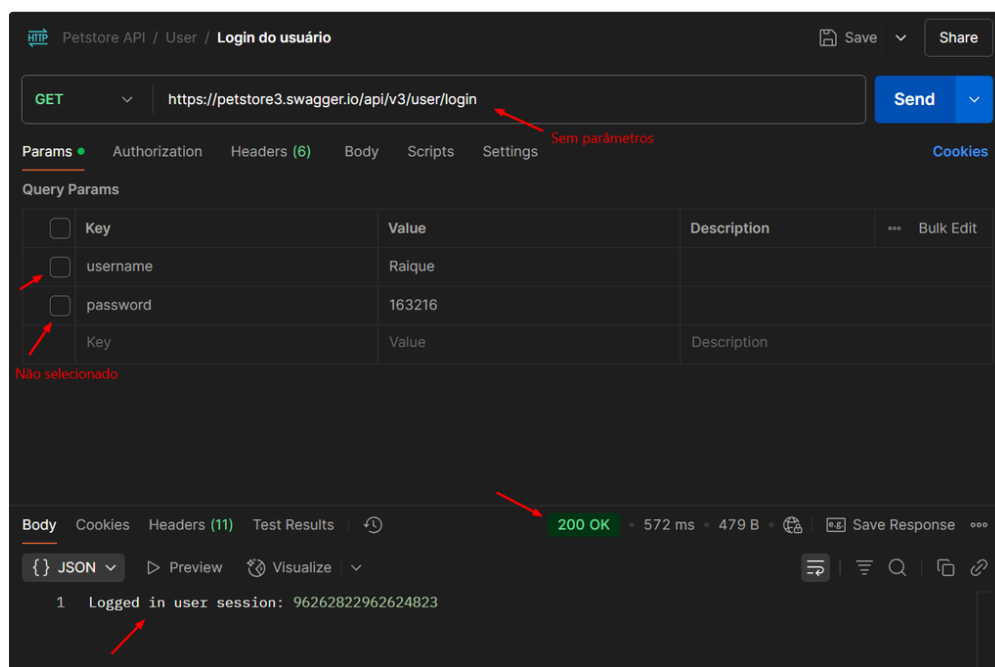 HTTP Petstore API / User / Login do usuário Save Share
GET https://petstore3.swagger.io/api/v3/user/login Send
Sem parâmetros
Params Authorization Headers (6) Body Scripts Settings Cookies
Query Params
Key Value Description Bulk Edit
username Raique
password 163216
Key Value Description
Não selecionado
Body Cookies Headers (11) Test Results 200 OK 572 ms 479 B e.g. Save Response
{} JSON Preview Visualize
1 Logged in user session: 96262822962624823